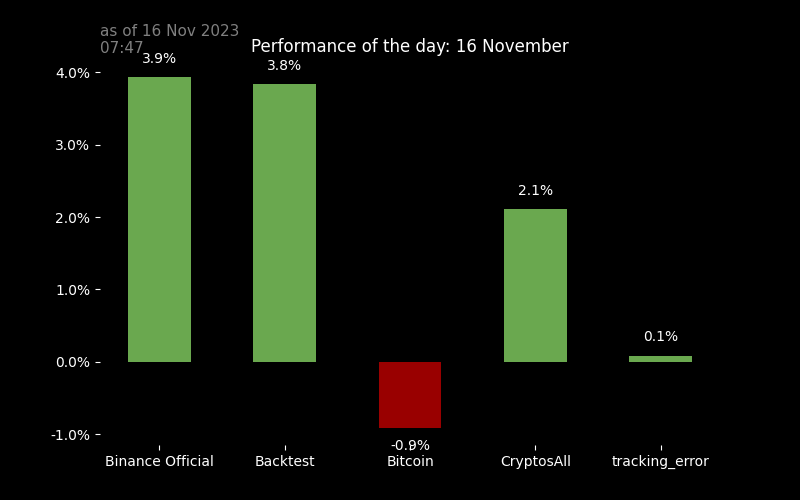 as of 16 Nov 2023
07:47
Performance of the day: 16 November
3.9%
3.8%
-0.9%
2.1%
0.1%
4.0%
3.0%
2.0%
1.0%
0.0%
-1.0%
Binance Official
Backtest
Bitcoin
CryptosAll
tracking_error